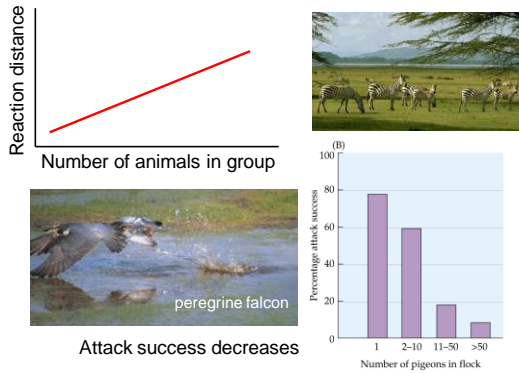 Reaction distance
Number of animals in group
(B)
100
80
60
40
20
0
Percentage attack success
1 2–10 11–50 >50
Number of pigeons in flock
peregrine falcon
Attack success decreases